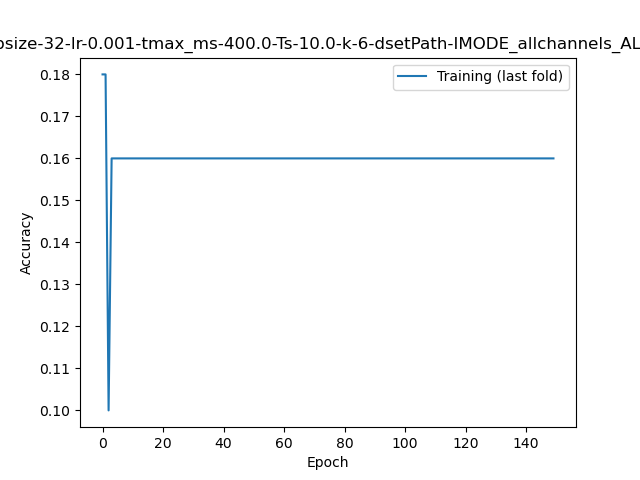 osize-32-lr-0.001-tmax_ms-400.0-Ts-10.0-k-6-dsetPath-IMODE_allchannels_AL
Training (last fold)
0.18
0.17
0.16
0.15
0.14
0.13
0.12
0.11
0.10
Accuracy
0 20 40 60 80 100 120 140
Epoch